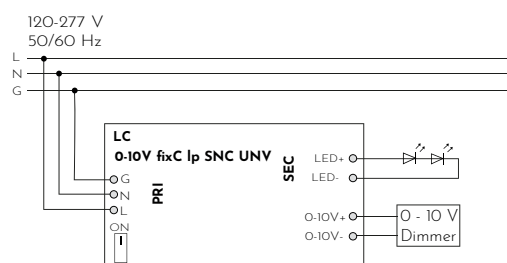 120-277 V
50/60 Hz
L
N
G
LC
0-10V fixC lp SNC UNV
PRI
SEC
G
N
L
ON
I
LED+
LED-
0-10V+
0-10V-
0 - 10 V
Dimmer